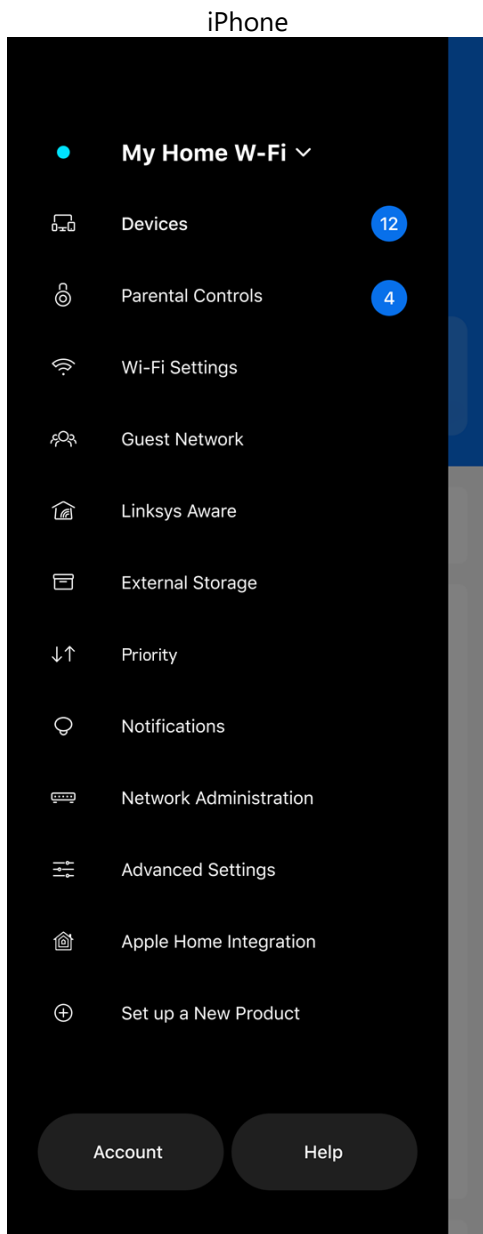 iPhone
My Home W-Fi
Devices
12
Parental Controls
4
Wi-Fi Settings
Guest Network
Linksys Aware
External Storage
Priority
Notifications
Network Administration
Advanced Settings
Apple Home Integration
Set up a New Product
Account
Help